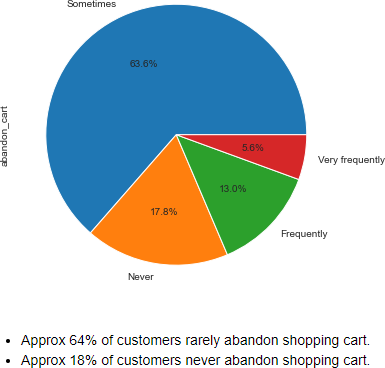 Sometimes
63.6%
abandon_cart
5.6%
Very frequently
13.0%
17.8%
Frequently
Never
• Approx 64% of customers rarely abandon shopping cart.
• Approx 18% of customers never abandon shopping cart.